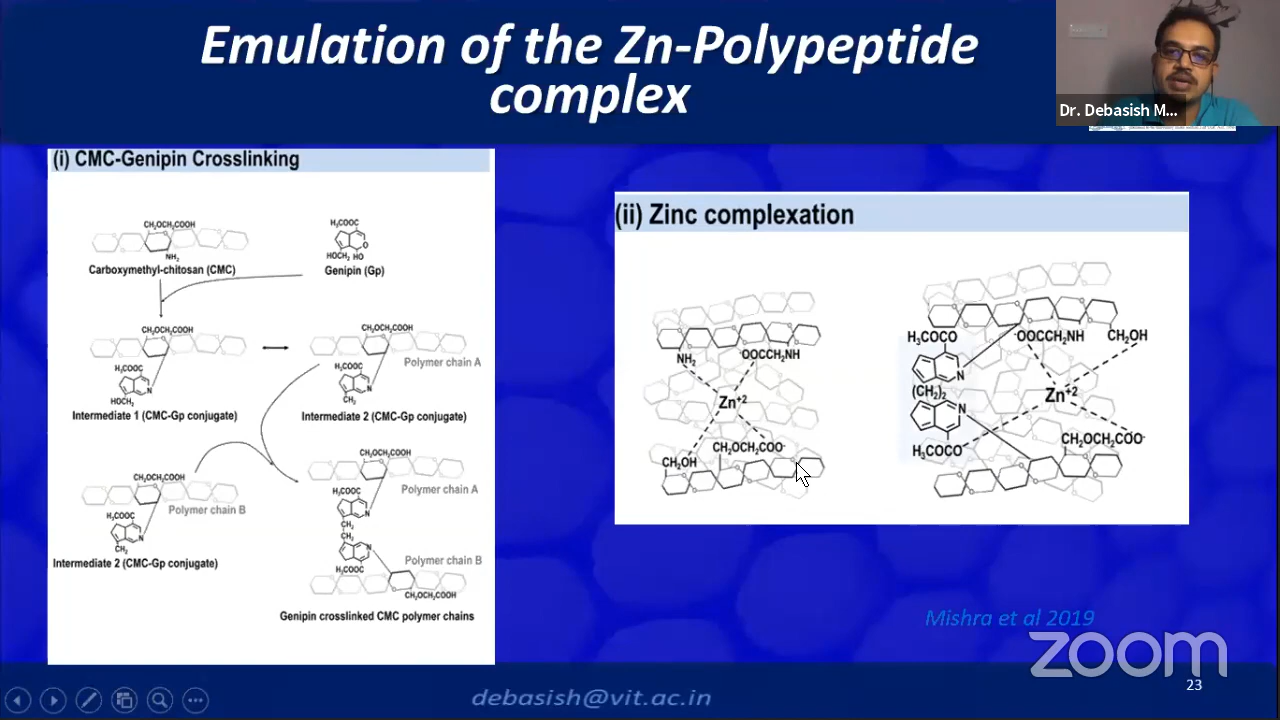 Emulation of the Zn-Polypeptide
complex
Dr. Debasish M...
(i) CMC-Genipin Crosslinking
CH₂OCH₂COOH
NH₂
Carboxymethyl-chitosan (CMC)
H₃COOC
O
HOCH₂ HO
Genipin (Gp)
CH₂OCH₂COOH
H₃COOC
N
HOCH₂
Intermediate 1 (CMC-Gp conjugate)
CH₂OCH₂COOH
Polymer chain A
H₃COOC
N
CH₂
Intermediate 2 (CMC-Gp conjugate)
CH₂OCH₂COOH
Polymer chain B
H₃COOC
N
CH₂
Intermediate 2 (CMC-Gp conjugate)
CH₂OCH₂COOH
Polymer chain A
H₃COOC
N
CH₂
CH₂
N
H₃COOC
Polymer chain B
CH₂OCH₂COOH
Genipin crosslinked CMC polymer chains
(ii) Zinc complexation
NH₂
⁻OOCCH₂NH
Zn⁺²
CH₂OH
CH₂OCH₂COO⁻
H₃COCO
⁻OOCCH₂NH
CH₂OH
N
(CH₂)₂
N
Zn⁺²
H₃COCO
CH₂OCH₂COO⁻
Mishra et al 2019
zoom
23
debasish@vit.ac.in